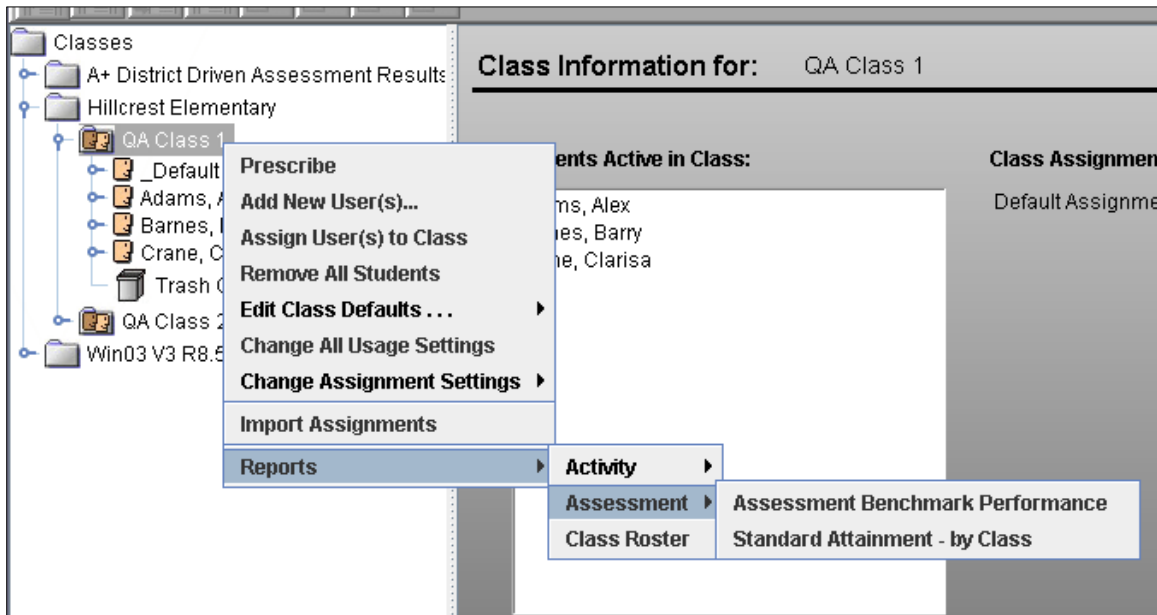 Classes
A+ District Driven Assessment Results
Hillcrest Elementary
QA Class 1
_Default
Adams,
Barnes,
Crane, C
Trash
QA Class 2
Win03 V3 R8.5
Class Information for: QA Class 1
ents Active in Class:
ms, Alex
es, Barry
ne, Clarisa
Class Assignmen
Default Assignme
Prescribe
Add New User(s)...
Assign User(s) to Class
Remove All Students
Edit Class Defaults . . .
Change All Usage Settings
Change Assignment Settings
Import Assignments
Reports
Activity
Assessment
Class Roster
Assessment Benchmark Performance
Standard Attainment - by Class